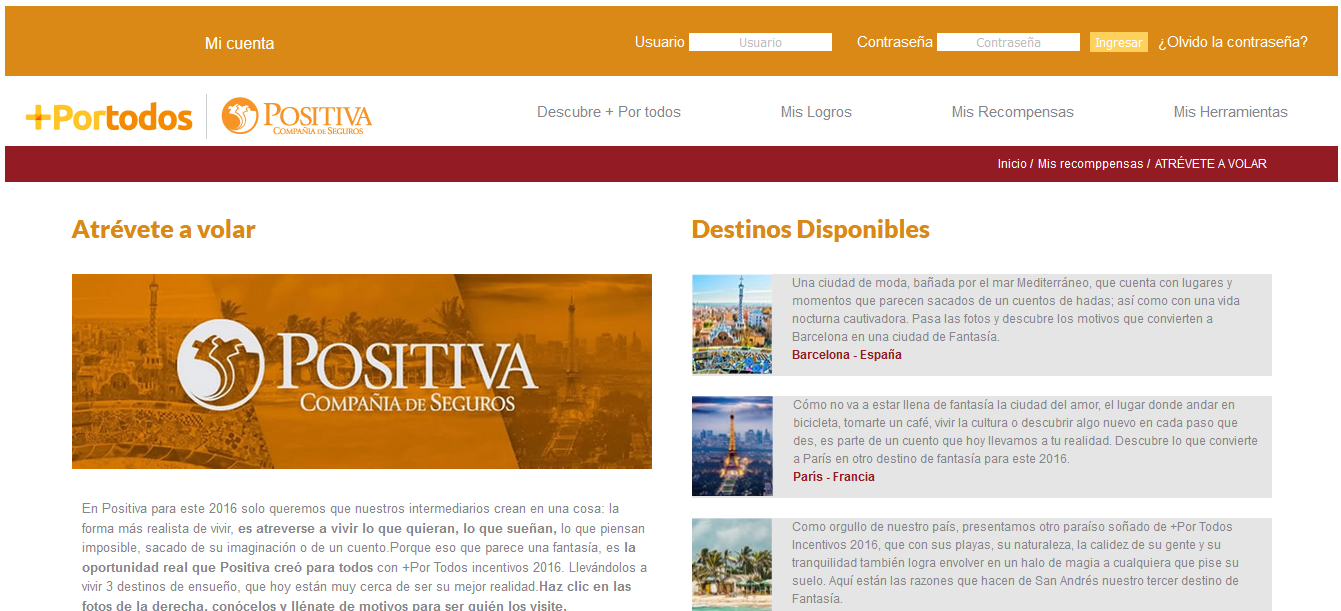 Mi cuenta
Usuario Usuario Contraseña Contraseña Ingresar ¿Olvido la contraseña?
+Portodos POSITIVA
COMPAÑIA DE SEGUROS
Descubre + Por todos Mis Logros Mis Recompensas Mis Herramientas
Inicio / Mis recomppensas / ATRÉVETE A VOLAR
Atrévete a volar
POSITIVA
COMPAÑIA DE SEGUROS
En Positiva para este 2016 solo queremos que nuestros intermediarios crean en una cosa: la
forma más realista de vivir, es atreverse a vivir lo que quieran, lo que sueñan, lo que piensan
imposible, sacado de su imaginación o de un cuento.Porque eso que parece una fantasía, es la
oportunidad real que Positiva creó para todos con +Por Todos incentivos 2016. Llevándolos a
vivir 3 destinos de ensueño, que hoy están muy cerca de ser su mejor realidad.Haz clic en las
fotos de la derecha, conócelos y llénate de motivos para ser quién los visite.
Destinos Disponibles
Una ciudad de moda, bañada por el mar Mediterráneo, que cuenta con lugares y
momentos que parecen sacados de un cuentos de hadas; así como con una vida
nocturna cautivadora. Pasa las fotos y descubre los motivos que convierten a
Barcelona en una ciudad de Fantasía.
Barcelona - España
Cómo no va a estar llena de fantasía la ciudad del amor, el lugar donde andar en
bicicleta, tomarte un café, vivir la cultura o descubrir algo nuevo en cada paso que
des, es parte de un cuento que hoy llevamos a tu realidad. Descubre lo que convierte
a París en otro destino de fantasía para este 2016.
París - Francia
Como orgullo de nuestro país, presentamos otro paraíso soñado de +Por Todos
Incentivos 2016, que con sus playas, su naturaleza, la calidez de su gente y su
tranquilidad también logra envolver en un halo de magia a cualquiera que pise su
suelo. Aquí están las razones que hacen de San Andrés nuestro tercer destino de
Fantasía.